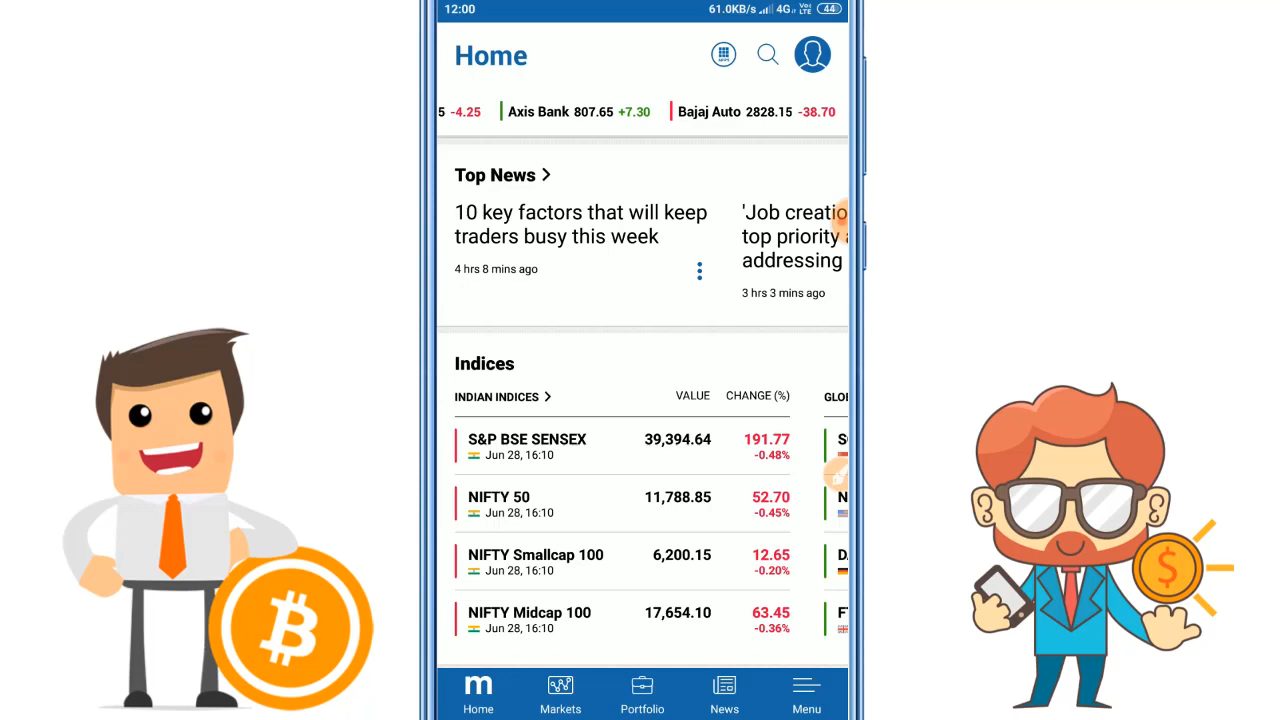 12:00 61.0KB/s 4G Vo LTE 44
Home APPS
5 -4.25 Axis Bank 807.65 +7.30 Bajaj Auto 2828.15 -38.70
Top News >
10 key factors that will keep
traders busy this week
4 hrs 8 mins ago
'Job creatio
top priority
addressing
3 hrs 3 mins ago
Indices
INDIAN INDICES > VALUE CHANGE (%) GLO
S&P BSE SENSEX 39,394.64 191.77
Jun 28, 16:10 -0.48%
NIFTY 50 11,788.85 52.70
Jun 28, 16:10 -0.45%
NIFTY Smallcap 100 6,200.15 12.65
Jun 28, 16:10 -0.20%
NIFTY Midcap 100 17,654.10 63.45
Jun 28, 16:10 -0.36%
m
Home Markets Portfolio News Menu